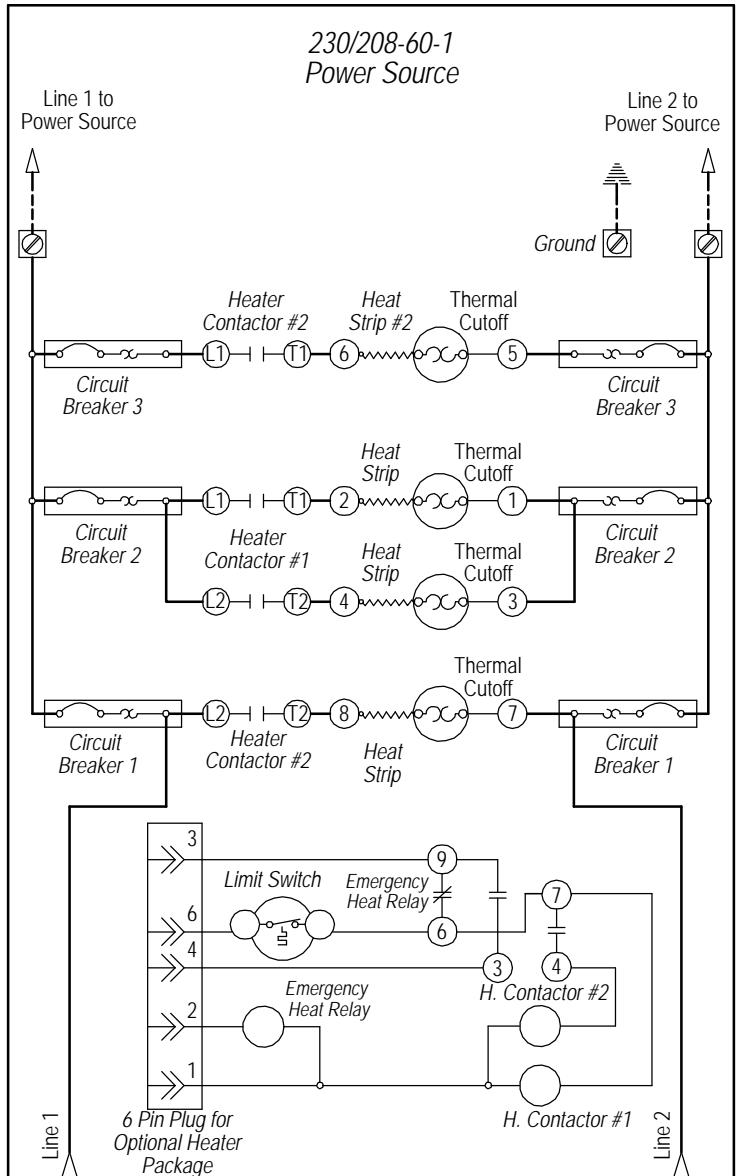 230/208-60-1
Power Source
Line 1 to
Power Source
Line 2 to
Power Source
Ground
Heater
Contactor #2
Heat
Strip #2
Thermal
Cutoff
L1
T1
6
5
Circuit
Breaker 3
Circuit
Breaker 3
Heat
Strip
Thermal
Cutoff
L1
T1
2
1
Circuit
Breaker 2
Heater
Contactor #1
Heat
Strip
Thermal
Cutoff
Circuit
Breaker 2
L2
T2
4
3
Thermal
Cutoff
L2
T2
8
7
Circuit
Breaker 1
Heater
Contactor #2
Heat
Strip
Circuit
Breaker 1
3
9
Limit Switch
Emergency
Heat Relay
7
6
6
4
3
4
Emergency
Heat Relay
H. Contactor #2
2
1
6 Pin Plug for
Optional Heater
Package
H. Contactor #1
Line 1
Line 2